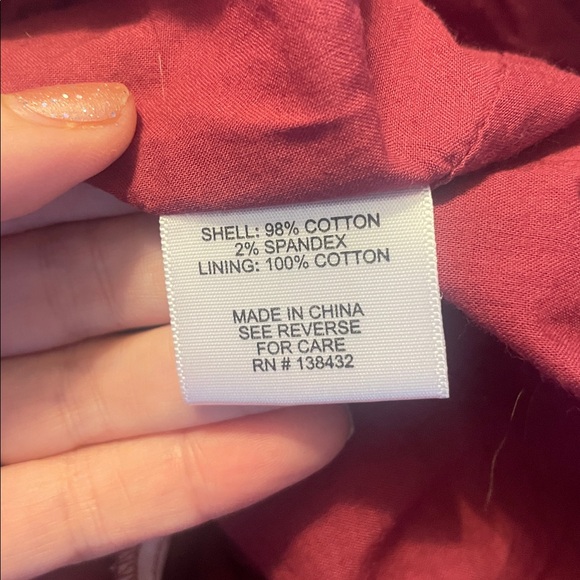 SHELL: 98% COTTON
2% SPANDEX
LINING: 100% COTTON
MADE IN CHINA
SEE REVERSE
FOR CARE
RN # 138432